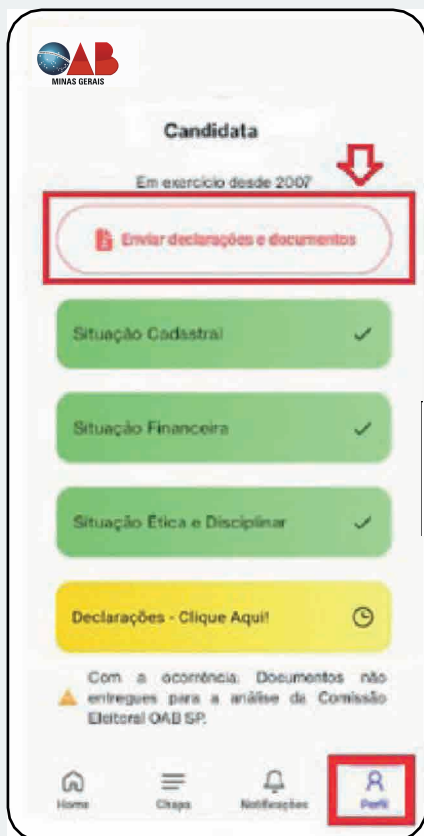 OAB
MINAS GERAIS
Candidata
Em exercício desde 2007
Enviar declarações e documentos
Situação Cadastral
Situação Financeira
Situação Ética e Disciplinar
Declarações - Clique Aqui!
Com a ocorrência: Documentos não
entregues para a análise da Comissão
Eleitoral OAB SP.
Home Chapa Notificações Perfil